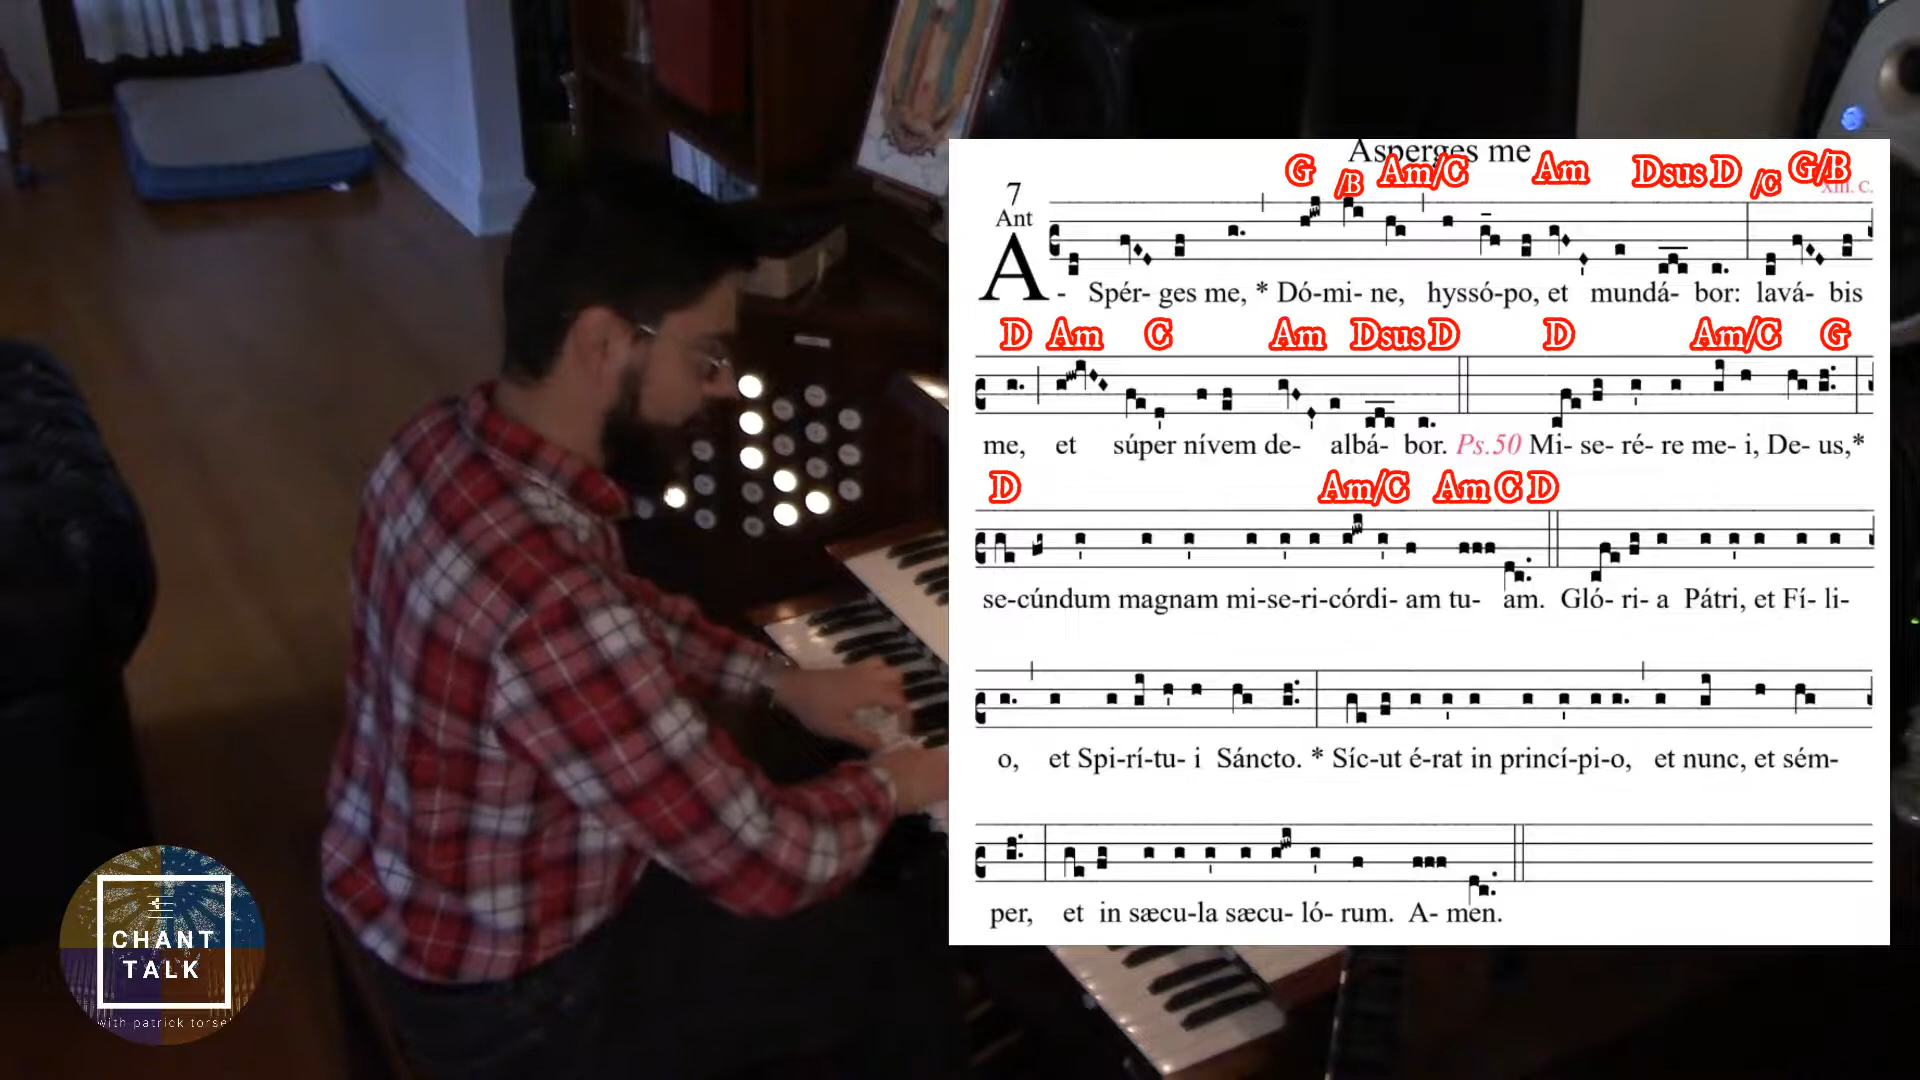 Asperges me
G /B Am/C Am Dsus D /C G/B
7
XIII. C.
Ant
A- Spér- ges me, * Dó-mi- ne, hyssó-po, et mundá- bor: lavá- bis
D Am C Am Dsus D D Am/C G
me, et súper nívem de- albá- bor. Ps.50 Mi- se- ré- re me- i, De- us,*
D Am/C Am C D
se-cúndum magnam mi-se-ri-córdi- am tu- am. Gló- ri- a Pátri, et Fí- li-
o, et Spi-rí-tu- i Sáncto. * Síc-ut é-rat in princí-pi-o, et nunc, et sém-
per, et in sæcu-la sæcu- ló- rum. A- men.
CHANT
TALK
with patrick torsel